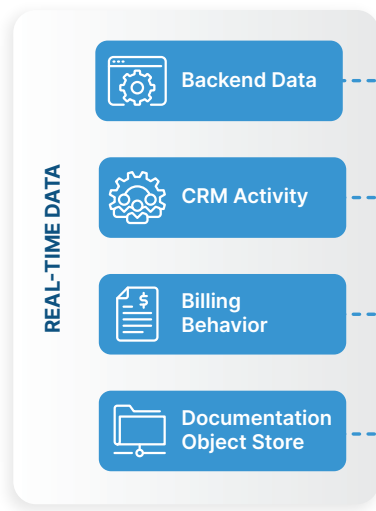 REAL-TIME DATA
Backend Data
CRM Activity
Billing
Behavior
Documentation
Object Store